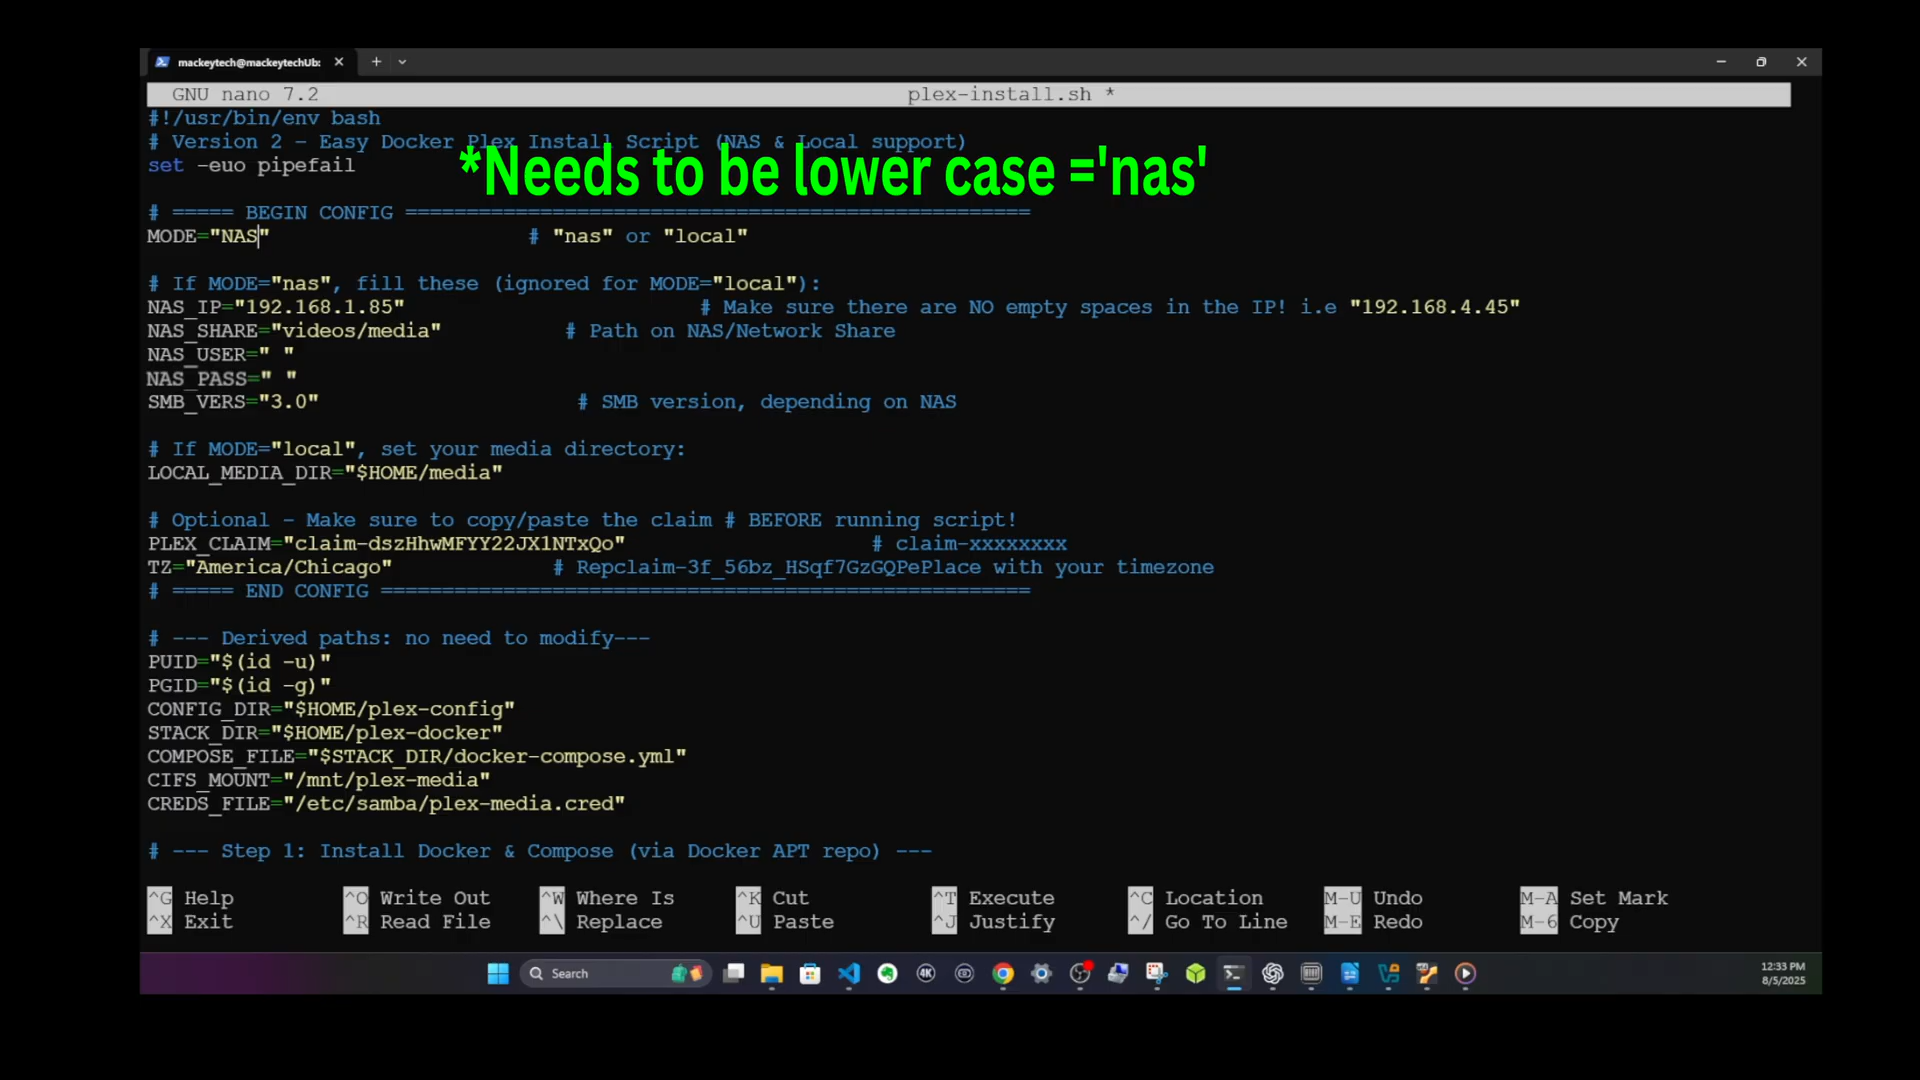 mackeytech@mackeytechUb:
GNU nano 7.2 plex-install.sh *
#!/usr/bin/env bash
# Version 2 - Easy Docker Plex Install Script (NAS & Local support)
*Needs to be lower case ='nas'
set -euo pipefail
# ===== BEGIN CONFIG ===================================================
MODE="NAS" # "nas" or "local"
# If MODE="nas", fill these (ignored for MODE="local"):
NAS_IP="192.168.1.85" # Make sure there are NO empty spaces in the IP! i.e "192.168.4.45"
NAS_SHARE="videos/media" # Path on NAS/Network Share
NAS_USER=" "
NAS_PASS=" "
SMB_VERS="3.0" # SMB version, depending on NAS
# If MODE="local", set your media directory:
LOCAL_MEDIA_DIR="$HOME/media"
# Optional - Make sure to copy/paste the claim # BEFORE running script!
PLEX_CLAIM="claim-dszHhwMFYY22JX1NTxQo" # claim-xxxxxxxx
TZ="America/Chicago" # Repclaim-3f_56bz_HSqf7GzGQPePlace with your timezone
# ===== END CONFIG =====================================================
# --- Derived paths: no need to modify---
PUID="$(id -u)"
PGID="$(id -g)"
CONFIG_DIR="$HOME/plex-config"
STACK_DIR="$HOME/plex-docker"
COMPOSE_FILE="$STACK_DIR/docker-compose.yml"
CIFS_MOUNT="/mnt/plex-media"
CREDS_FILE="/etc/samba/plex-media.cred"
# --- Step 1: Install Docker & Compose (via Docker APT repo) ---
^G Help ^O Write Out ^W Where Is ^K Cut ^T Execute ^C Location M-U Undo M-A Set Mark
^X Exit ^R Read File ^\ Replace ^U Paste ^J Justify ^/ Go To Line M-E Redo M-6 Copy
Search
4K
12:33 PM
8/5/2025